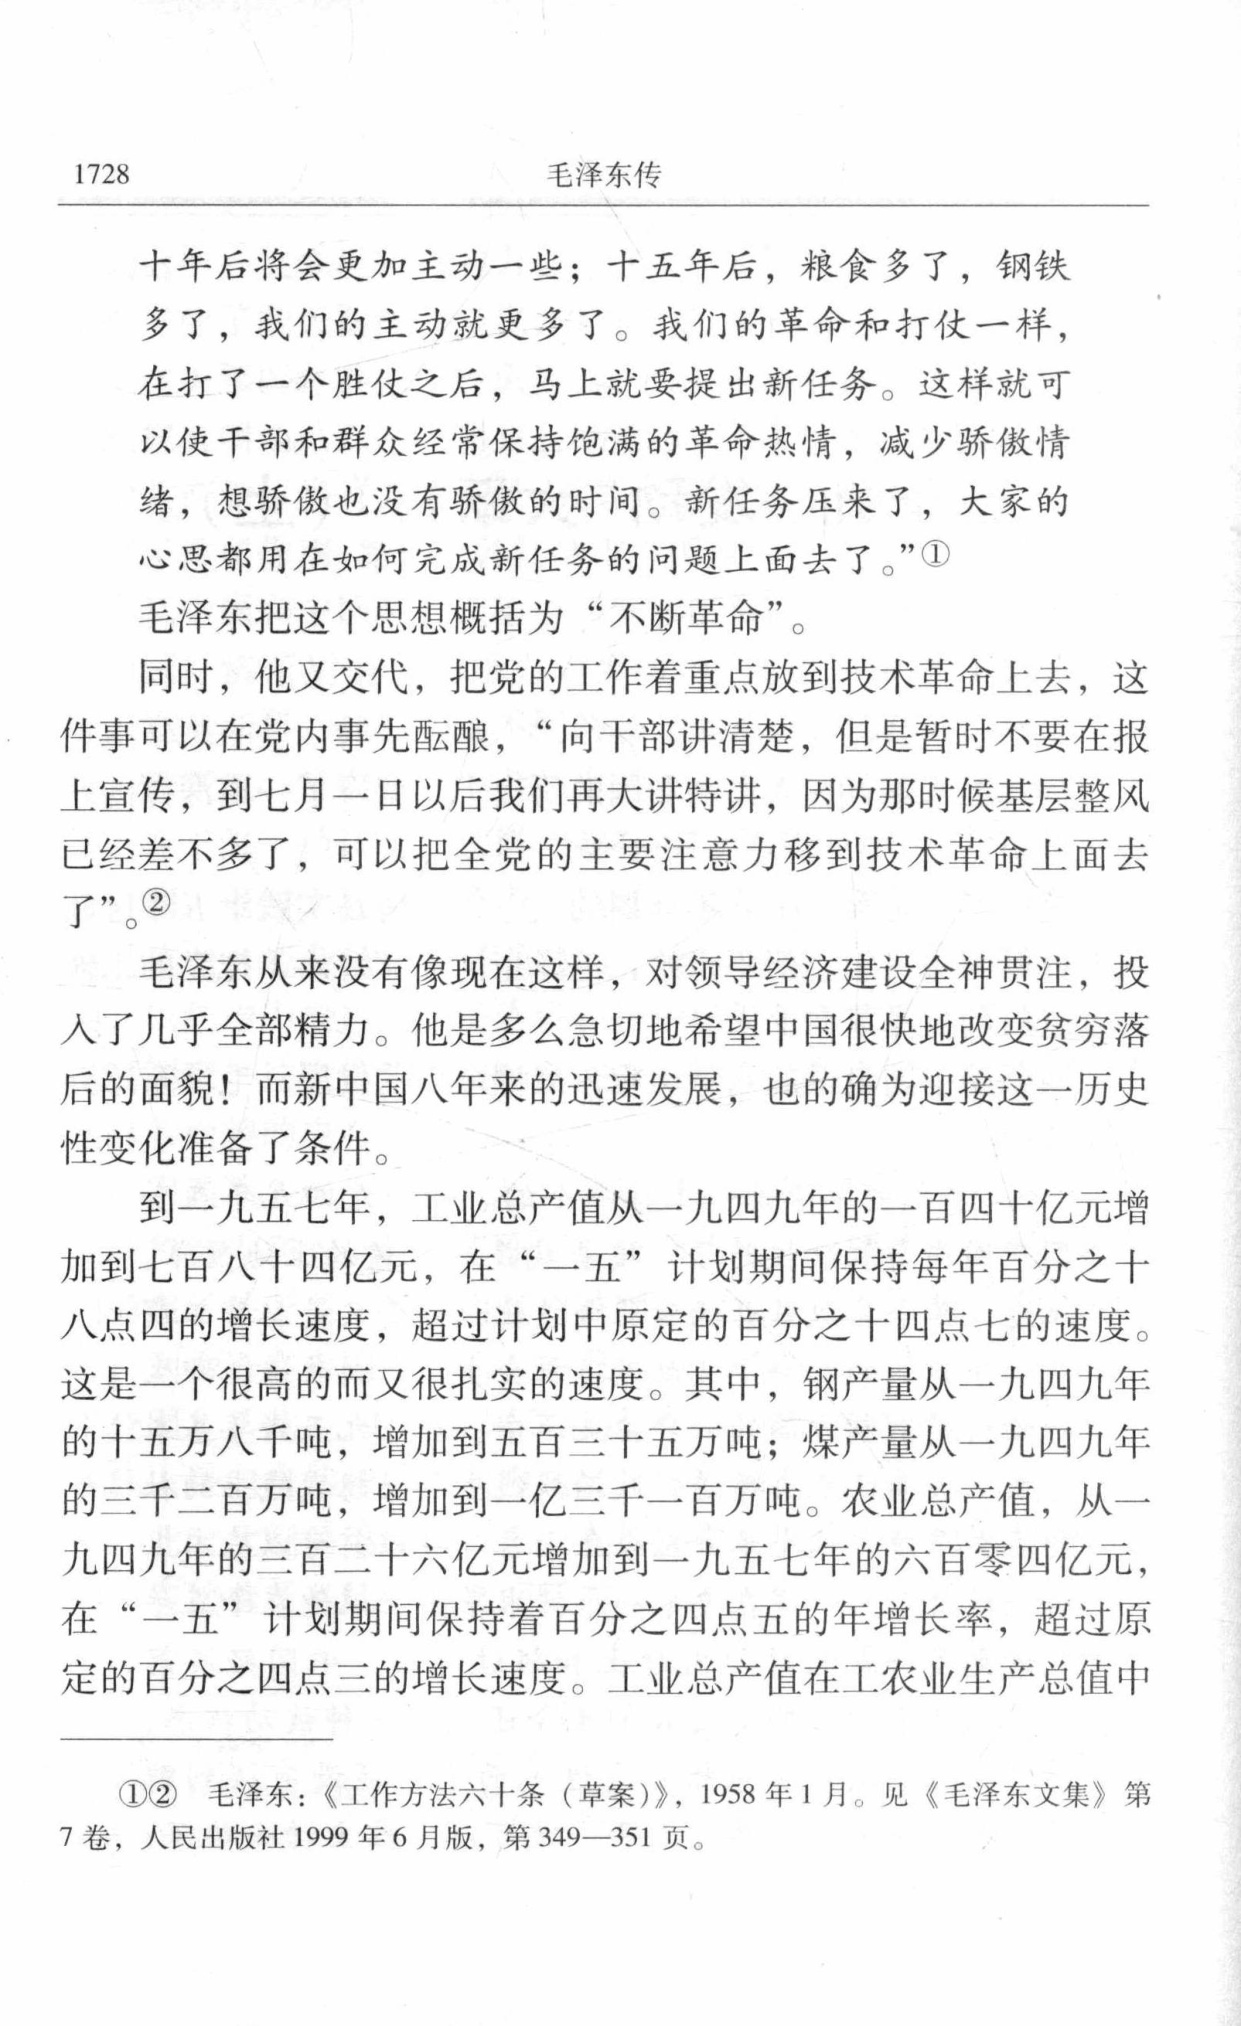 1728
毛泽东传
十年后将会更加主动一些；十五年后，粮食多了，钢铁
多了，我们的主动就更多了。我们的革命和打仗一样，
在打了一个胜仗之后，马上就要提出新任务。这样就可
以使干部和群众经常保持饱满的革命热情，减少骄傲情
绪，想骄傲也没有骄傲的时间。新任务压来了，大家的
心思都用在如何完成新任务的问题上面去了。”①
毛泽东把这个思想概括为“不断革命”。
同时，他又交代，把党的工作着重点放到技术革命上去，这
件事可以在党内事先酝酿，“向干部讲清楚，但是暂时不要在报
上宣传，到七月一日以后我们再大讲特讲，因为那时候基层整风
已经差不多了，可以把全党的主要注意力移到技术革命上面去
了”。②
毛泽东从来没有像现在这样，对领导经济建设全神贯注，投
入了几乎全部精力。他是多么急切地希望中国很快地改变贫穷落
后的面貌！而新中国八年来的迅速发展，也的确为迎接这一历史
性变化准备了条件。
到一九五七年，工业总产值从一九四九年的一百四十亿元增
加到七百八十四亿元，在“一五”计划期间保持每年百分之十
八点四的增长速度，超过计划中原定的百分之十四点七的速度。
这是一个很高的而又很扎实的速度。其中，钢产量从一九四九年
的十五万八千吨，增加到五百三十五万吨；煤产量从一九四九年
的三千二百万吨，增加到一亿三千一百万吨。农业总产值，从一
九四九年的三百二十六亿元增加到一九五七年的六百零四亿元，
在“一五”计划期间保持着百分之四点五的年增长率，超过原
定的百分之四点三的增长速度。工业总产值在工农业生产总值中
①② 毛泽东：《工作方法六十条（草案）》，1958 年 1 月。见《毛泽东文集》第
7 卷，人民出版社 1999 年 6 月版，第 349—351 页。